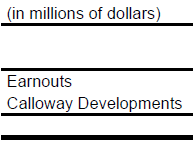 (in millions of dollars)
Earnouts
Calloway Developments